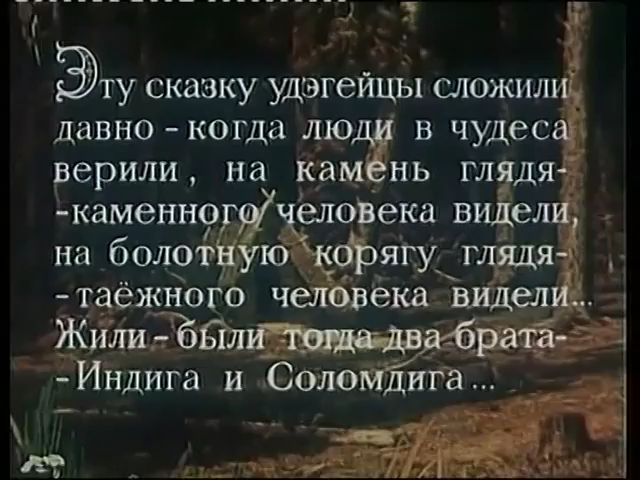 Эту сказку удэгейцы сложили
давно - когда люди в чудеса
верили, на камень глядя-
-каменного человека видели,
на болотную корягу глядя-
-таёжного человека видели...
Жили-были тогда два брата-
-Индига и Соломдига...